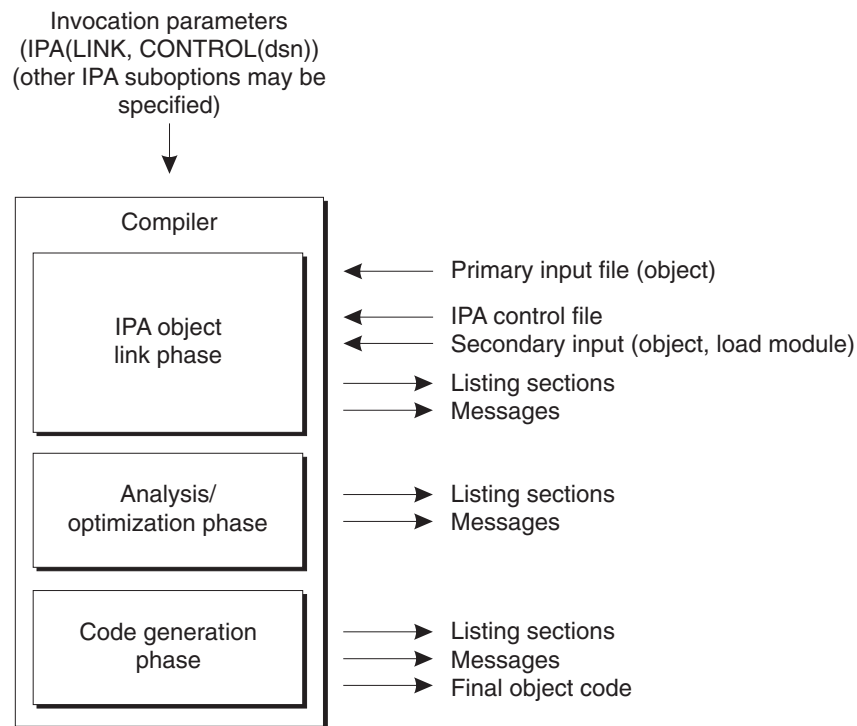 Invocation parameters
(IPA(LINK, CONTROL(dsn))
(other IPA suboptions may be
specified)
Compiler
IPA object
link phase
Primary input file (object)
IPA control file
Secondary input (object, load module)
Listing sections
Messages
Analysis/
optimization phase
Listing sections
Messages
Code generation
phase
Listing sections
Messages
Final object code